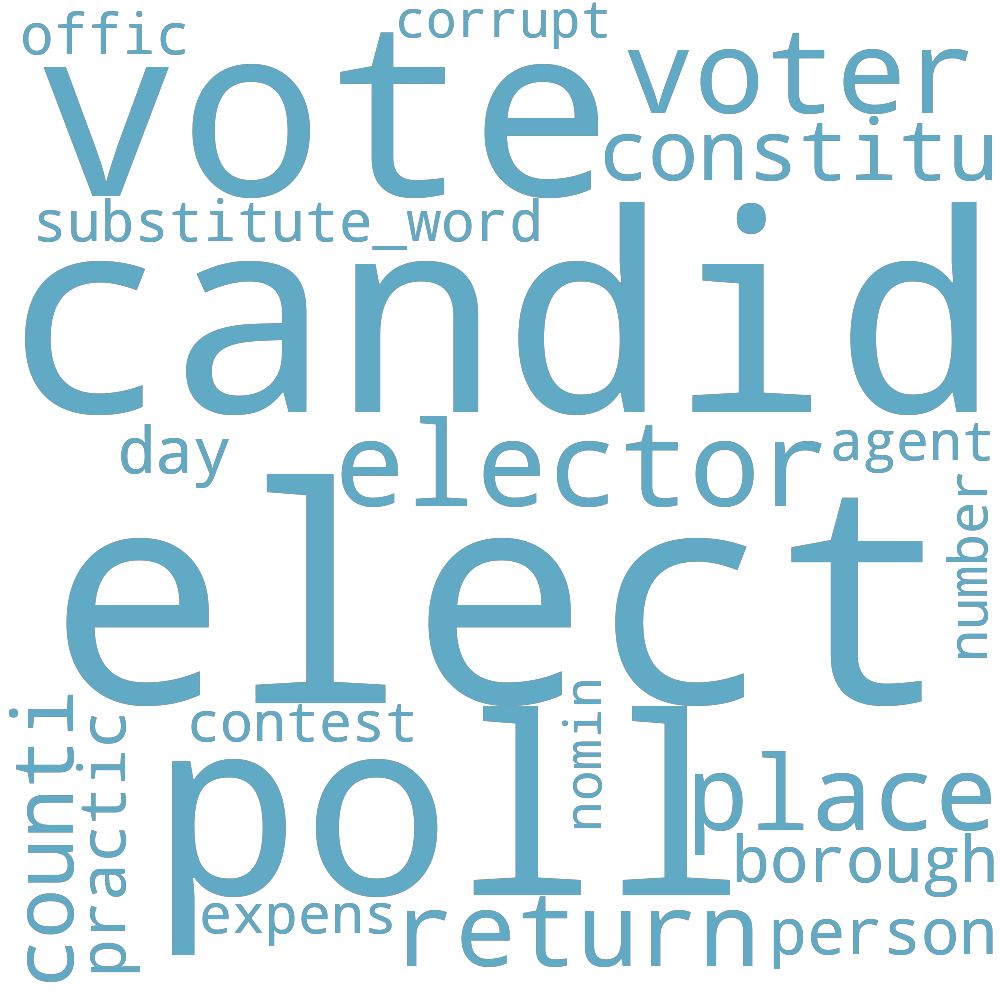 offic
corrupt
vote
voter
constitu
substitute_word
candid
day
elector
agent
elect
number
counti
practic
contest
nomin
poll
place
borough
expens
return
person